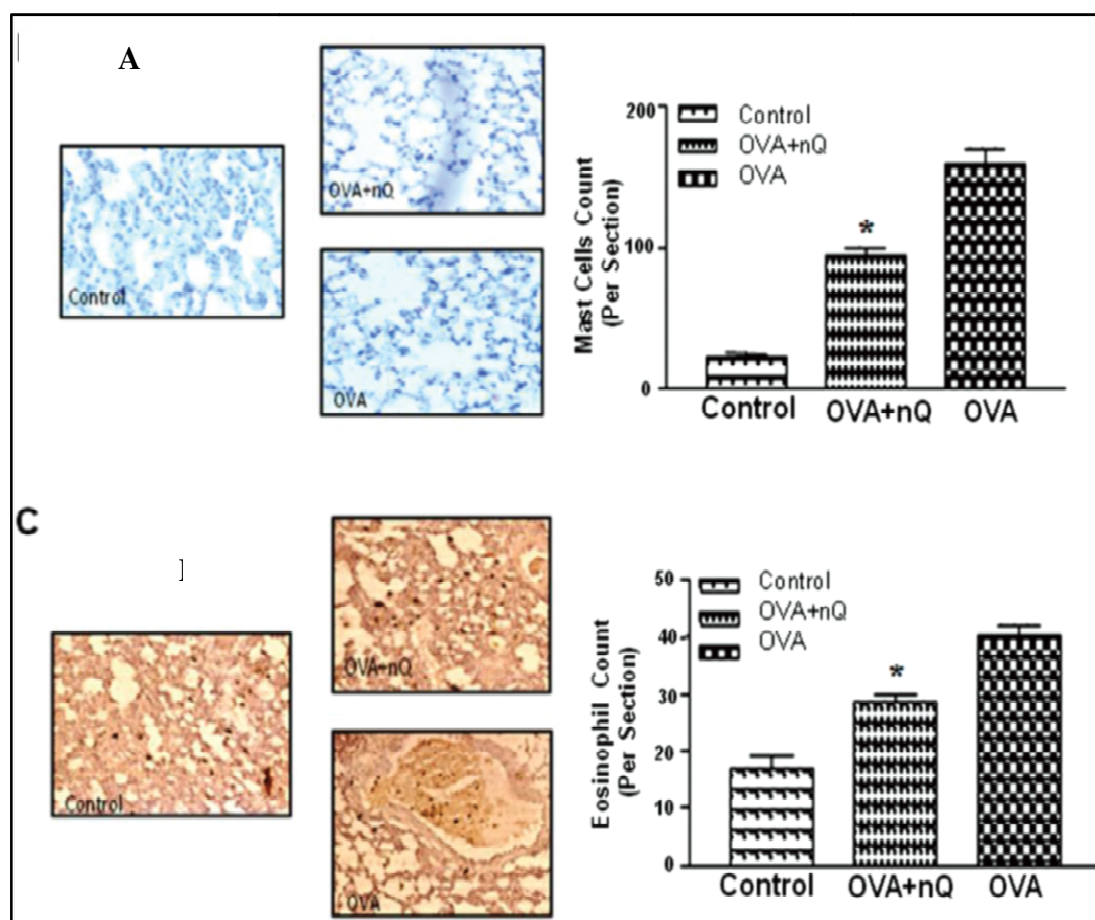 A
Control
OVA+nQ
OVA
200
100
0
Mast Cells Count
(Per Section)
Control
OVA+nQ
OVA
*
Control
OVA+nQ
OVA
C
Control
OVA+nQ
OVA
50
40
30
20
10
0
Eosinophil Count
(Per Section)
Control
OVA+nQ
OVA
*
Control
OVA+nQ
OVA